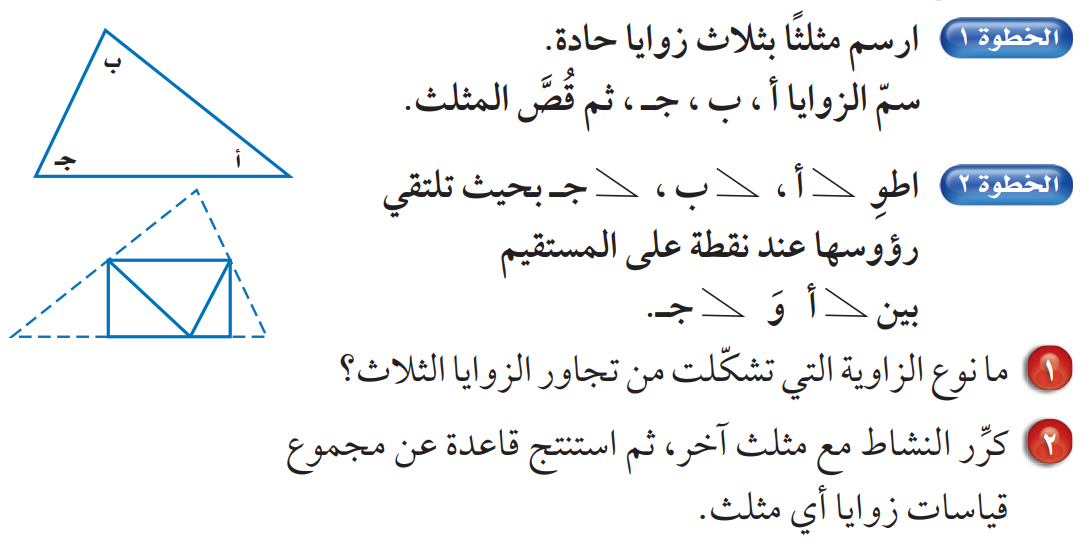 الخطوة ١ ارسم مثلثًا بثلاث زوايا حادة.
سمّ الزوايا أ ، ب ، جـ ، ثم قُصَّ المثلث.
ب
جـ
أ
الخطوة ٢ اطوِ أ ، ب ، جـ بحيث تلتقي
رؤوسها عند نقطة على المستقيم
بين أ وَ جـ.
١ ما نوع الزاوية التي تشكّلت من تجاور الزوايا الثلاث؟
٢ كرِّر النشاط مع مثلث آخر، ثم استنتج قاعدة عن مجموع
قياسات زوايا أي مثلث.